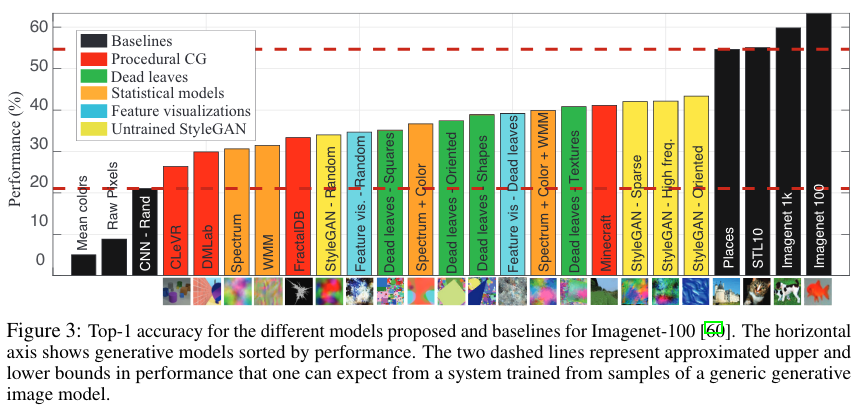 Performance (%)
60
50
40
30
20
10
0
Baselines
Procedural CG
Dead leaves
Statistical models
Feature visualizations
Untrained StyleGAN
Mean colors
Raw Pixels
CNN - Rand
CLeVR
DMLab
Spectrum
WMM
FractalDB
StyleGAN - Random
Feature vis. - Random
Dead leaves - Squares
Spectrum + Color
Dead leaves - Oriented
Dead leaves - Shapes
Feature vis - Dead leaves
Spectrum + Color + WMM
Dead leaves - Textures
Minecraft
StyleGAN - Sparse
StyleGAN - High freq.
StyleGAN - Oriented
Places
STL10
Imagenet 1k
Imagenet 100
Figure 3: Top-1 accuracy for the different models proposed and baselines for Imagenet-100 [60]. The horizontal
axis shows generative models sorted by performance. The two dashed lines represent approximated upper and
lower bounds in performance that one can expect from a system trained from samples of a generic generative
image model.